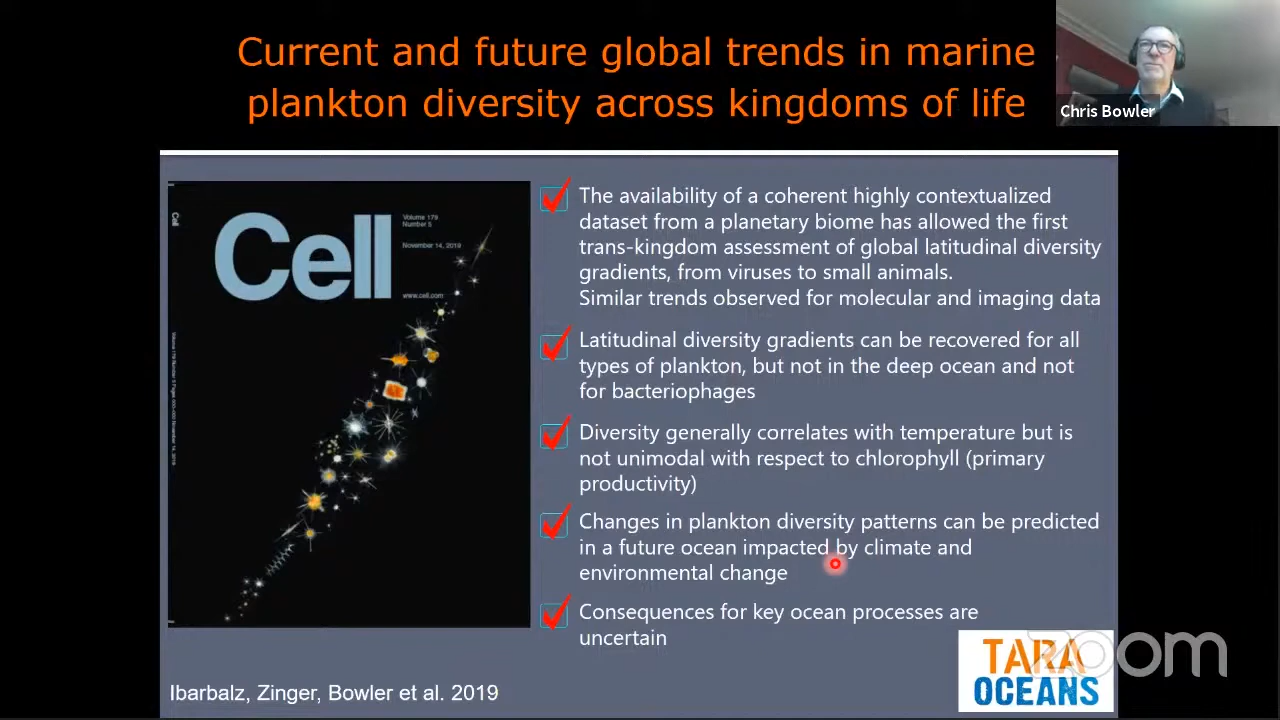 Current and future global trends in marine
plankton diversity across kingdoms of life
Chris Bowler
Cell
Cell
Volume 179
Number 5
November 14, 2019
www.cell.com
The availability of a coherent highly contextualized
dataset from a planetary biome has allowed the first
trans-kingdom assessment of global latitudinal diversity
gradients, from viruses to small animals.
Similar trends observed for molecular and imaging data
Latitudinal diversity gradients can be recovered for all
types of plankton, but not in the deep ocean and not
for bacteriophages
Diversity generally correlates with temperature but is
not unimodal with respect to chlorophyll (primary
productivity)
Changes in plankton diversity patterns can be predicted
in a future ocean impacted by climate and
environmental change
Consequences for key ocean processes are
uncertain
Ibarbalz, Zinger, Bowler et al. 2019
TARA
OCEANS
zoom